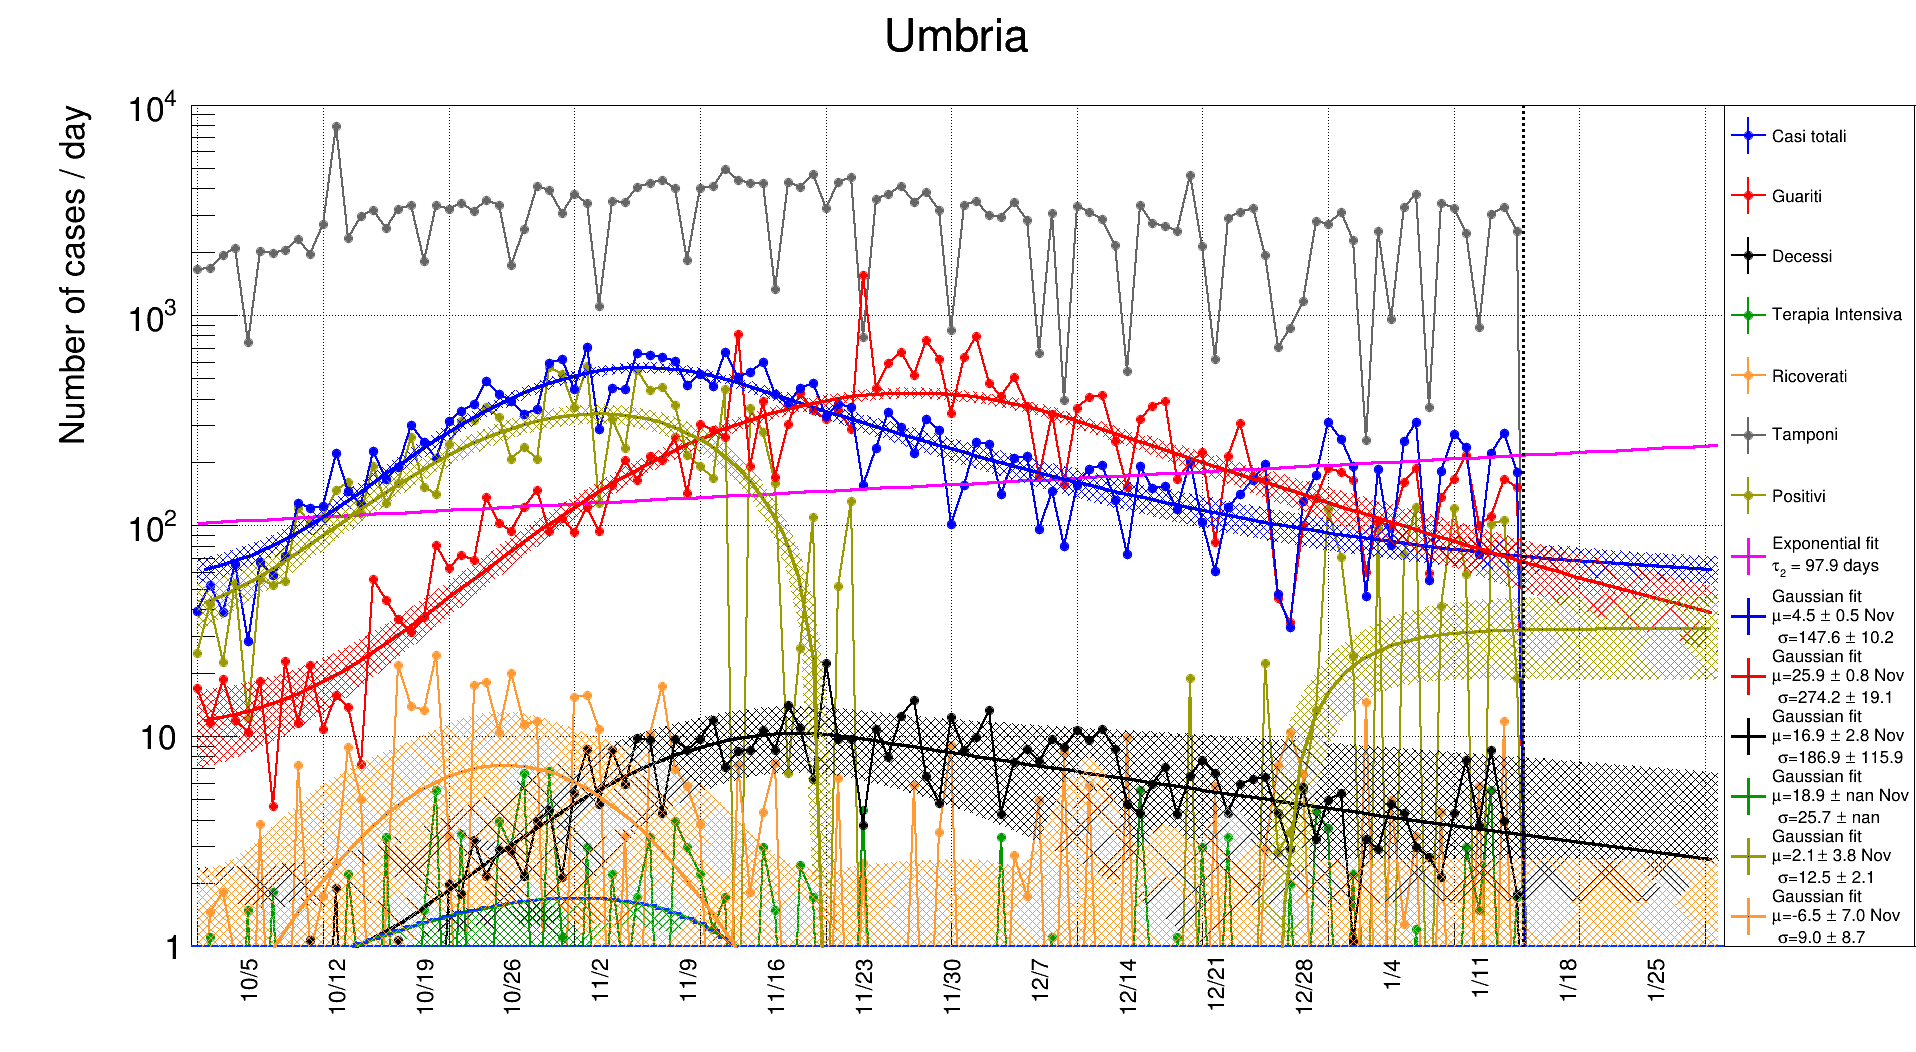 Umbria
Number of cases / day
10⁴
10³
10²
10
1
10/5
10/12
10/19
10/26
11/2
11/9
11/16
11/23
11/30
12/7
12/14
12/21
12/28
1/4
1/11
1/18
1/25
Casi totali
Guariti
Decessi
Terapia Intensiva
Ricoverati
Tamponi
Positivi
Exponential fit
τ₂ = 97.9 days
Gaussian fit
μ=4.5 ± 0.5 Nov
σ=147.6 ± 10.2
Gaussian fit
μ=25.9 ± 0.8 Nov
σ=274.2 ± 19.1
Gaussian fit
μ=16.9 ± 2.8 Nov
σ=186.9 ± 115.9
Gaussian fit
μ=18.9 ± nan Nov
σ=25.7 ± nan
Gaussian fit
μ=2.1 ± 3.8 Nov
σ=12.5 ± 2.1
Gaussian fit
μ=-6.5 ± 7.0 Nov
σ=9.0 ± 8.7